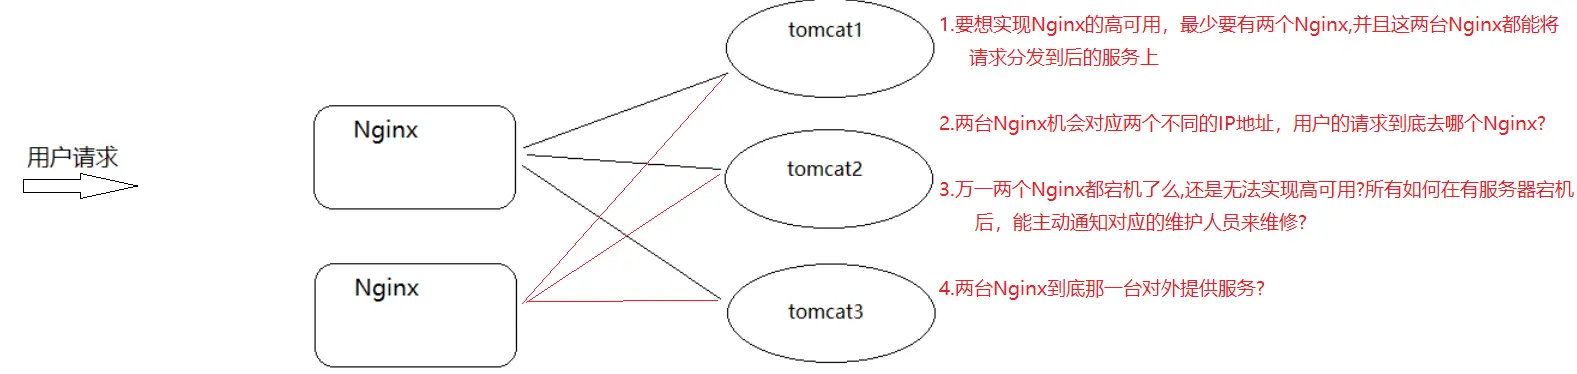 用户请求
Nginx
Nginx
tomcat1
tomcat2
tomcat3
1.要想实现Nginx的高可用，最少要有两个Nginx,并且这两台Nginx都能将
请求分发到后的服务上
2.两台Nginx机会对应两个不同的IP地址，用户的请求到底去哪个Nginx?
3.万一两个Nginx都宕机了么,还是无法实现高可用?所有如何在有服务器宕机
后，能主动通知对应的维护人员来维修?
4.两台Nginx到底那一台对外提供服务?